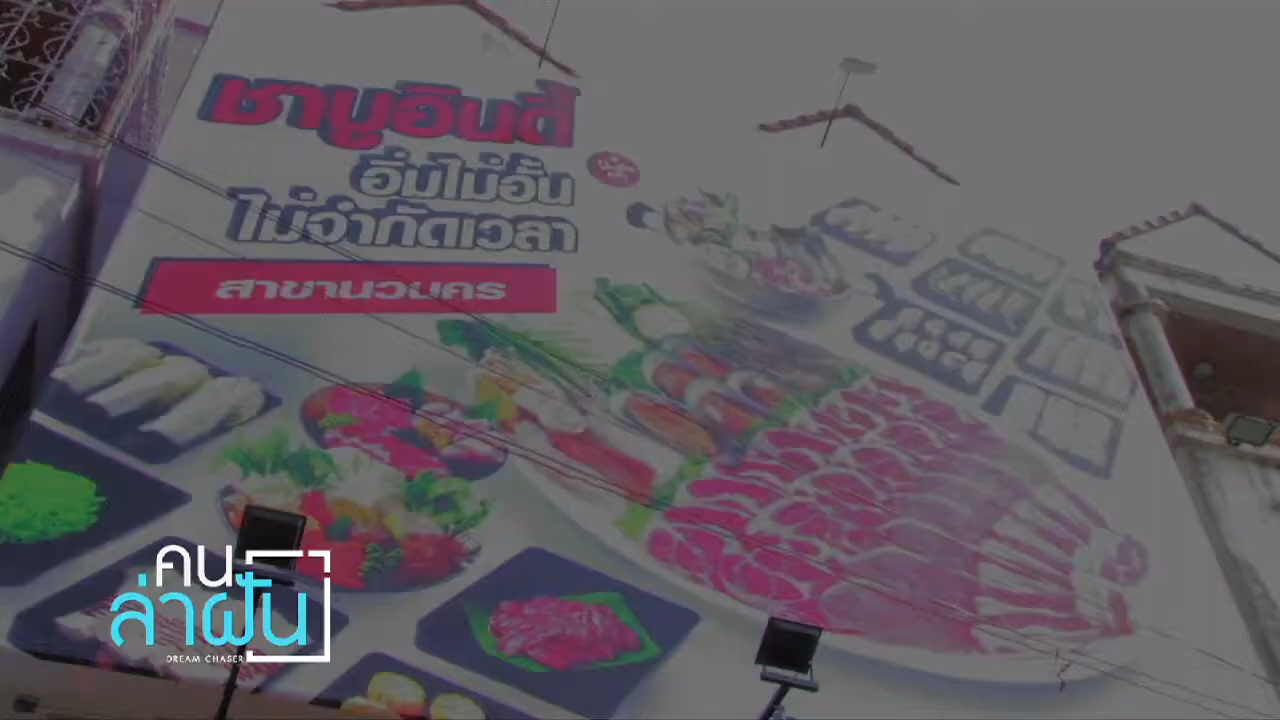 ชาบูอินดี้
อิ่มไม่อั้น
ไม่จำกัดเวลา
สาขานวนคร
คน
ล่าฝัน
DREAM CHASER